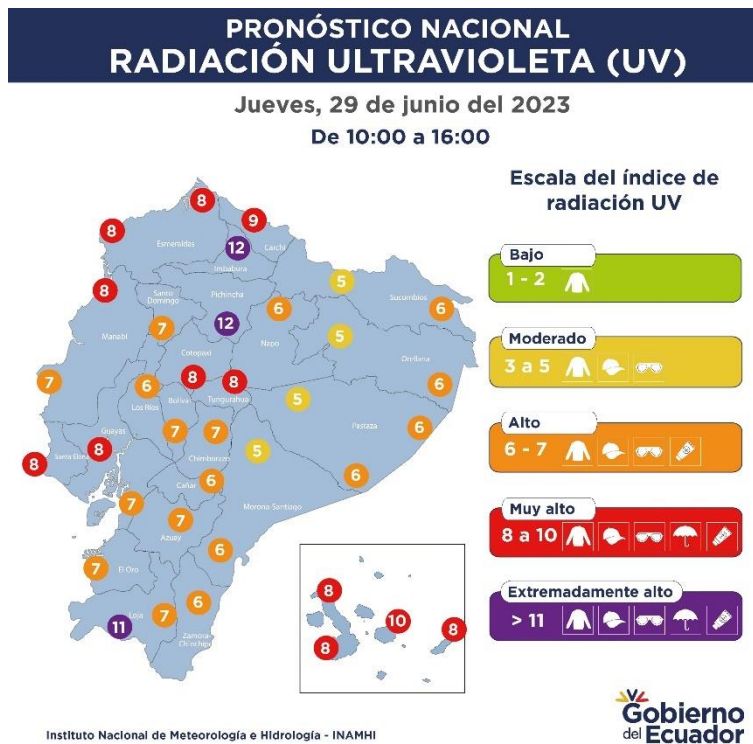 PRONÓSTICO NACIONAL
RADIACIÓN ULTRAVIOLETA (UV)
Jueves, 29 de junio del 2023
De 10:00 a 16:00
Escala del índice de
radiación UV
Bajo
1 - 2
Moderado
3 a 5
Alto
6 - 7
Muy alto
8 a 10
Extremadamente alto
> 11
8
8
9
Esmeraldas
12
Carchi
Imbabura
8
5
Santo
Domingo
Pichincha
6
Sucumbíos
6
7
12
5
Manabí
Napo
Cotopaxi
Orellana
7
6
8
8
6
Los Ríos
Bolívar
Tungurahua
5
Guayas
7
7
Pastaza
6
Santa Elena
8
8
Chimborazo
5
Cañar
6
6
7
7
Morona Santiago
Azuay
6
7
El Oro
6
Loja
7
11
Zamora-
Chinchipe
8
10
8
8
Instituto Nacional de Meteorología e Hidrología - INAMHI
Gobierno
del Ecuador